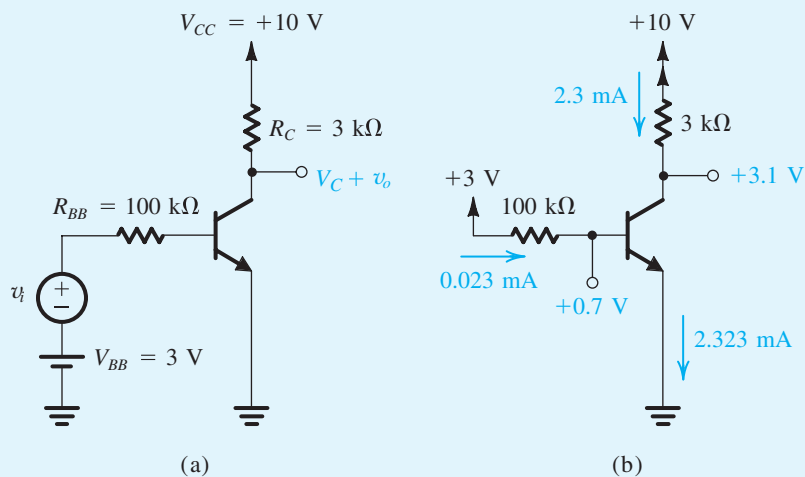 V_CC = +10 V
R_C = 3 kΩ
V_C + v_o
R_BB = 100 kΩ
v_i
+
−
V_BB = 3 V
(a)
+10 V
2.3 mA
3 kΩ
+3.1 V
+3 V
100 kΩ
0.023 mA
+0.7 V
2.323 mA
(b)